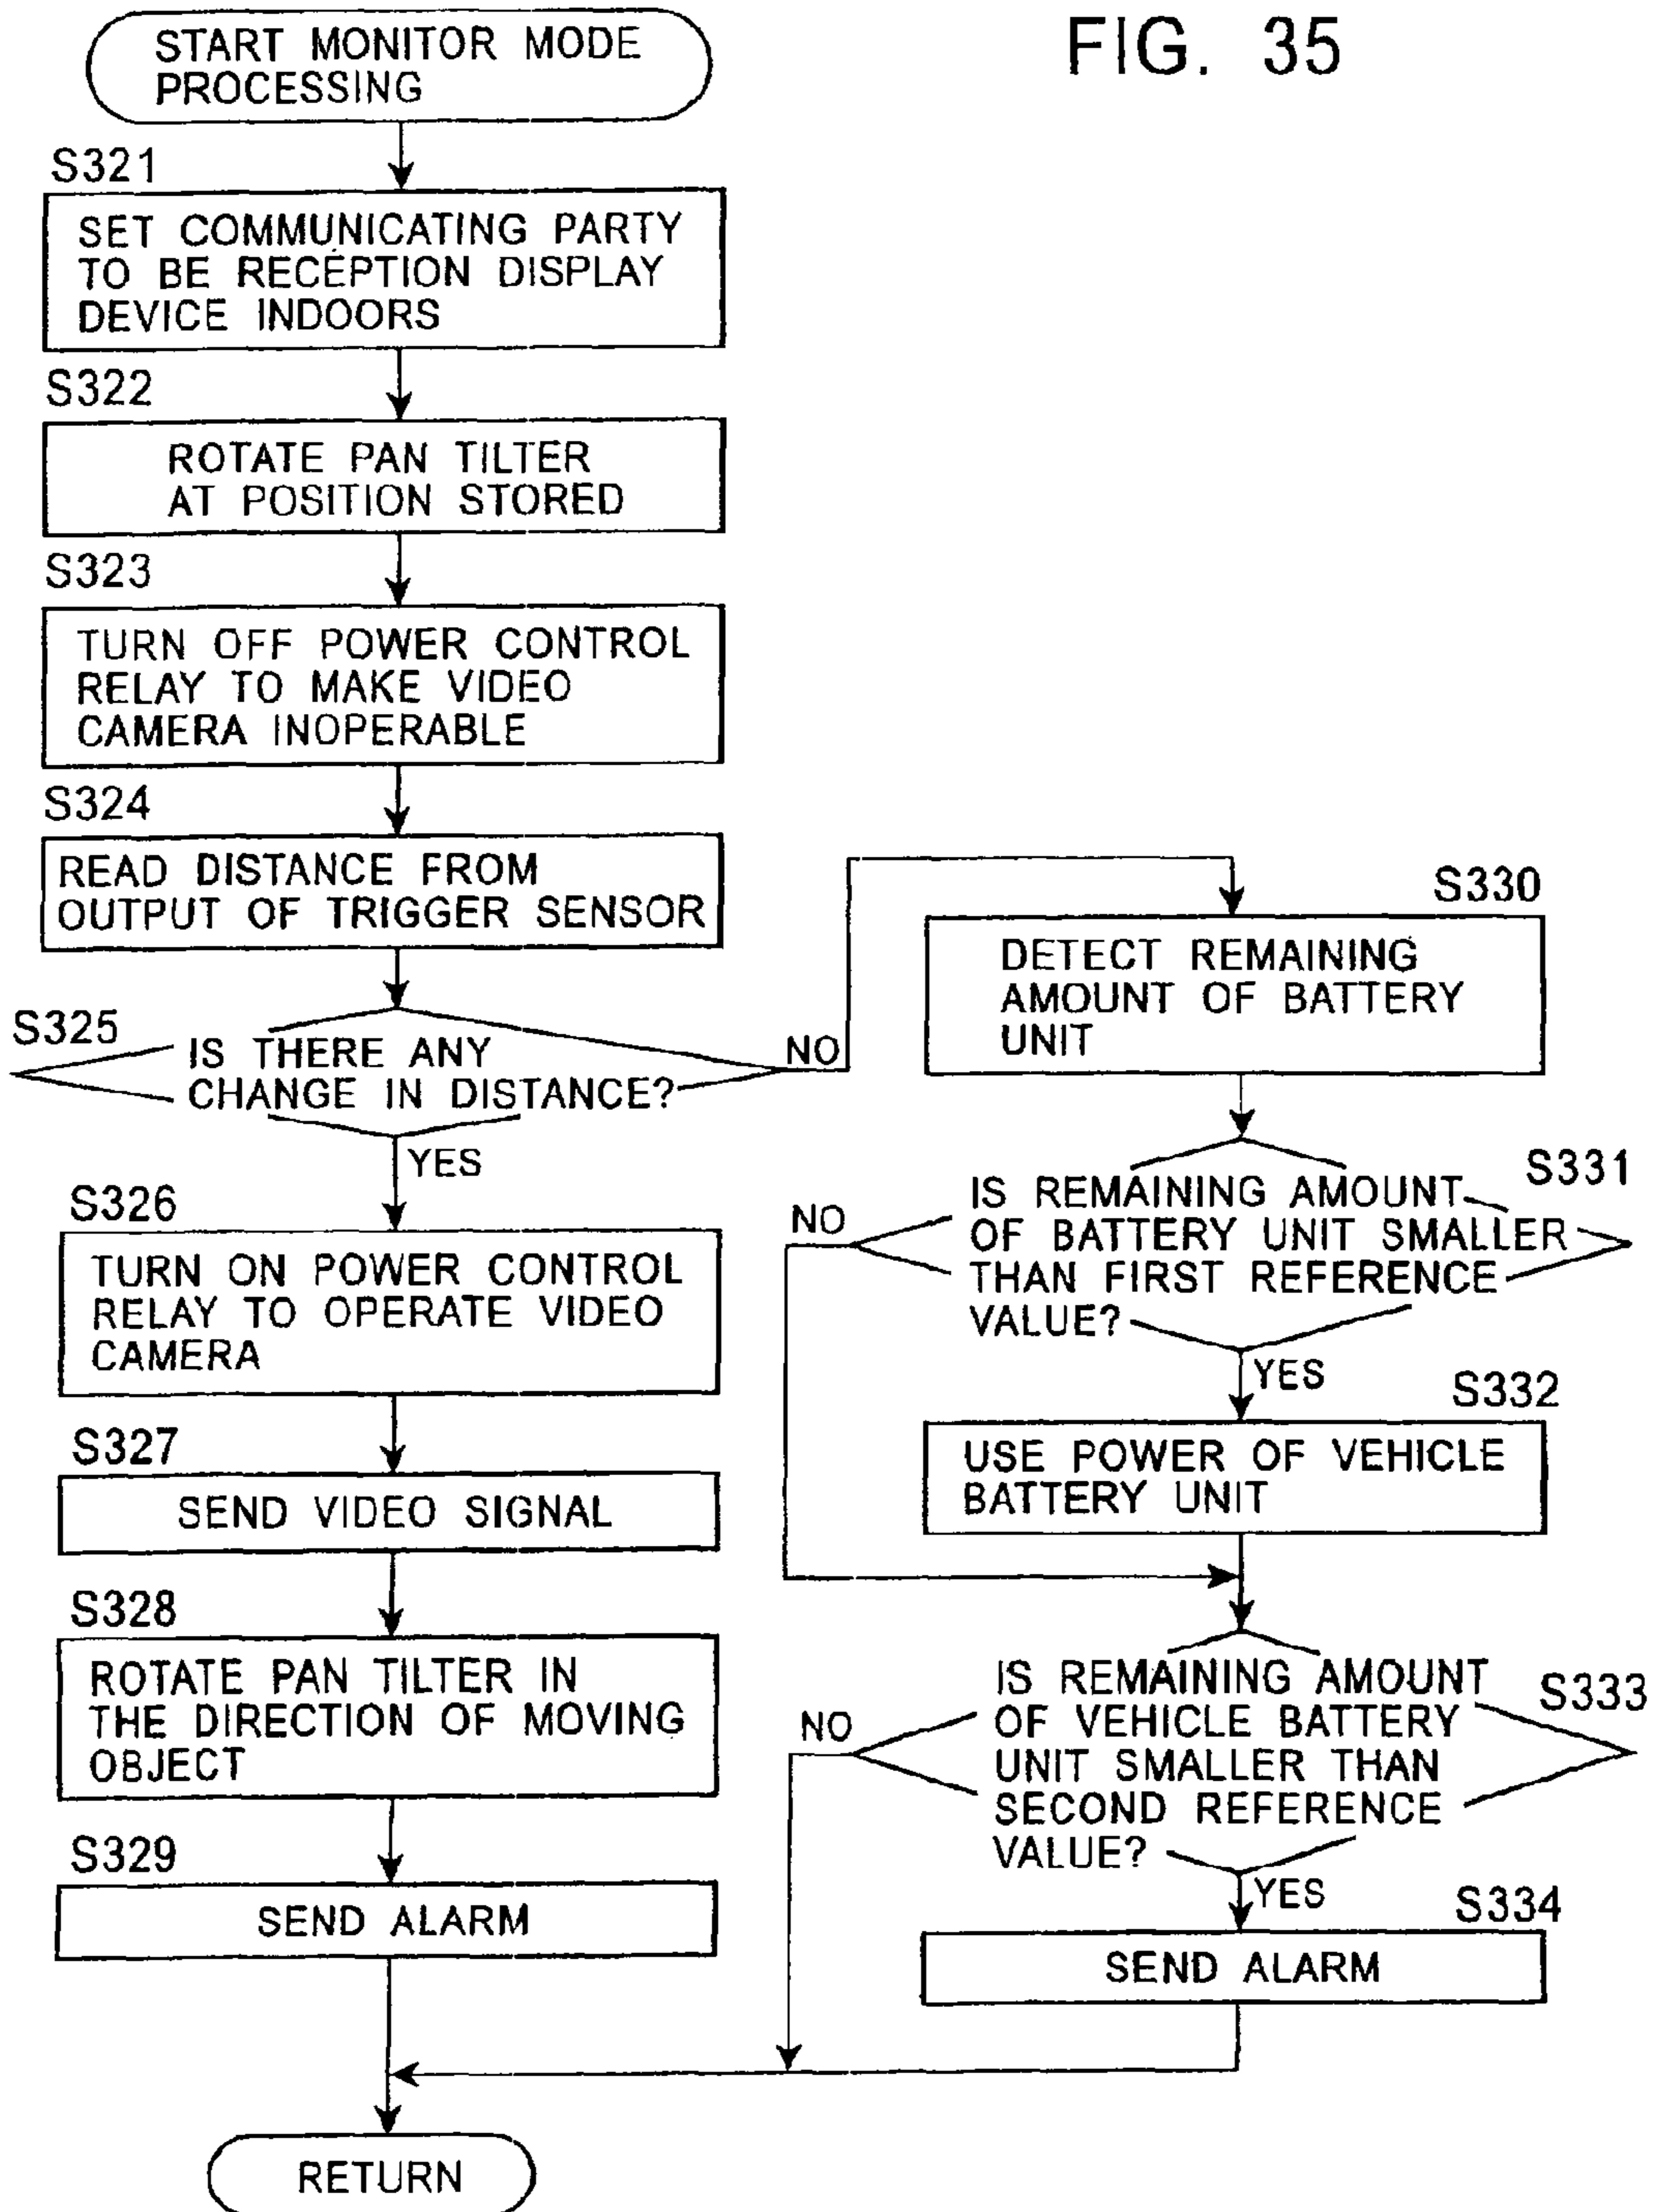 FIG. 35
START MONITOR MODE
PROCESSING
S321
SET COMMUNICATING PARTY
TO BE RECEPTION DISPLAY
DEVICE INDOORS
S322
ROTATE PAN TILTER
AT POSITION STORED
S323
TURN OFF POWER CONTROL
RELAY TO MAKE VIDEO
CAMERA INOPERABLE
S324
READ DISTANCE FROM
OUTPUT OF TRIGGER SENSOR
S325
IS THERE ANY
CHANGE IN DISTANCE?
NO
YES
S326
TURN ON POWER CONTROL
RELAY TO OPERATE VIDEO
CAMERA
S327
SEND VIDEO SIGNAL
S328
ROTATE PAN TILTER IN
THE DIRECTION OF MOVING
OBJECT
S329
SEND ALARM
S330
DETECT REMAINING
AMOUNT OF BATTERY
UNIT
S331
IS REMAINING AMOUNT
OF BATTERY UNIT SMALLER
THAN FIRST REFERENCE
VALUE?
NO
YES
S332
USE POWER OF VEHICLE
BATTERY UNIT
S333
IS REMAINING AMOUNT
OF VEHICLE BATTERY
UNIT SMALLER THAN
SECOND REFERENCE
VALUE?
NO
YES
S334
SEND ALARM
RETURN